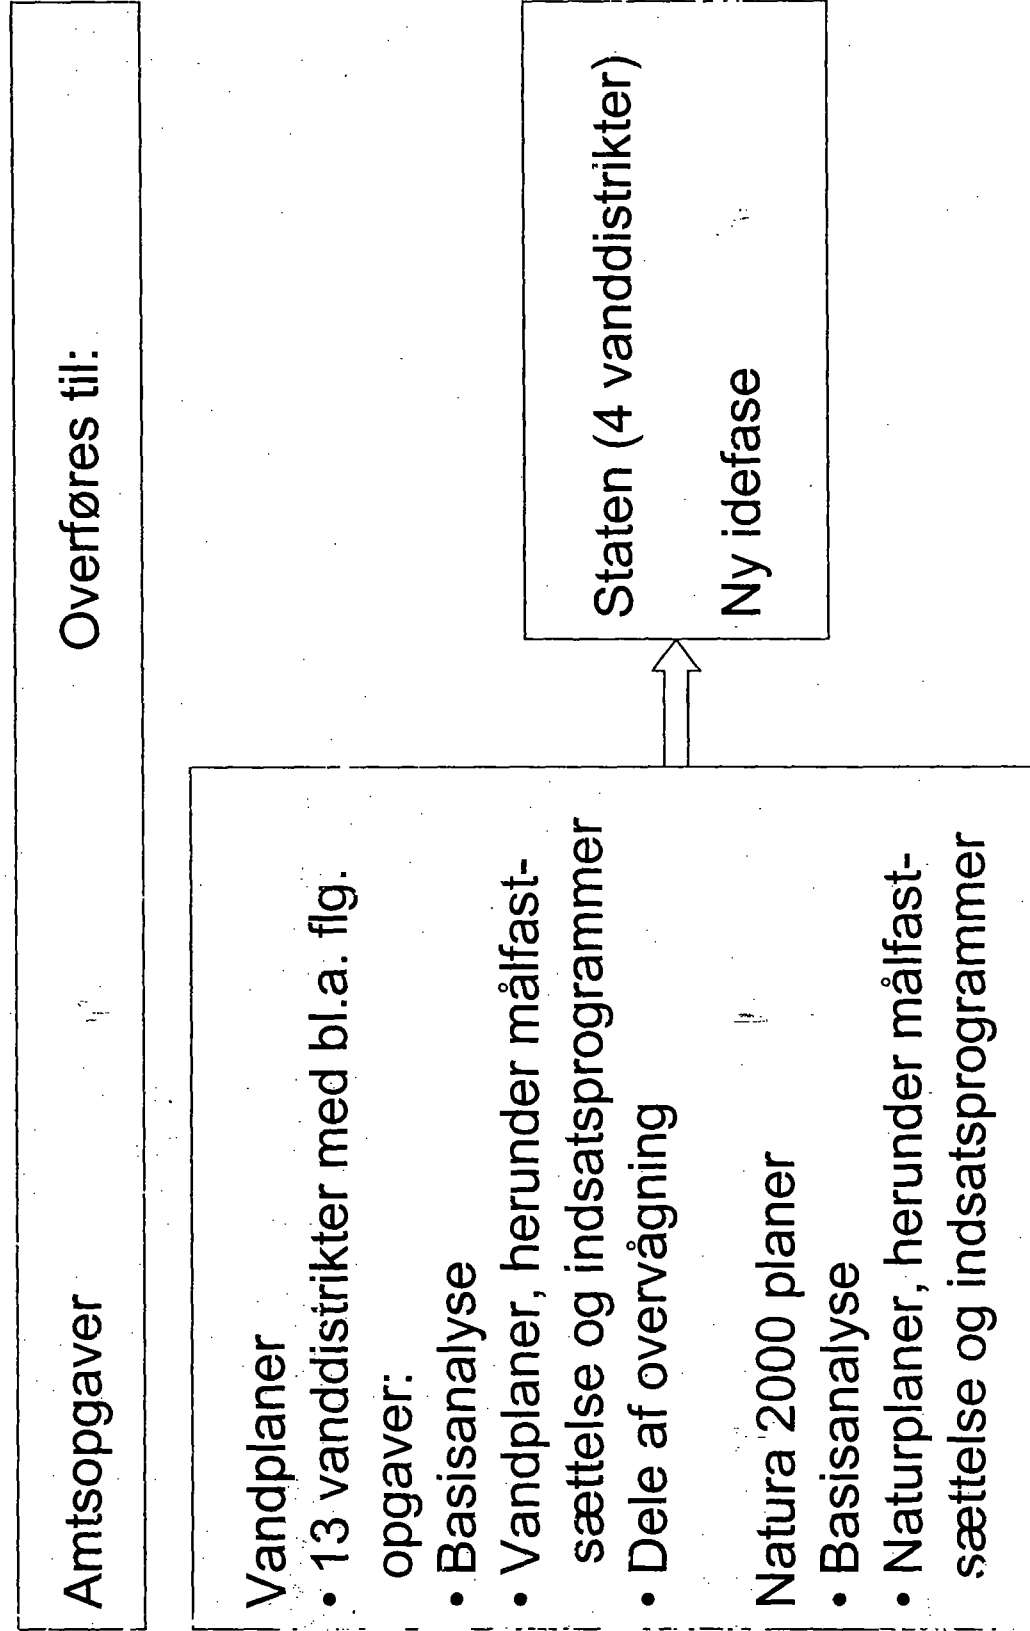 Amtsopgaver Overføres til:
Vandplaner
• 13 vanddistrikter med bl.a. flg.
opgaver:
• Basisanalyse
• Vandplaner, herunder målfast-
sættelse og indsatsprogrammer
• Dele af overvågning
Natura 2000 planer
• Basisanalyse
• Naturplaner, herunder målfast-
sættelse og indsatsprogrammer
Staten (4 vanddistrikter)
Ny idefase